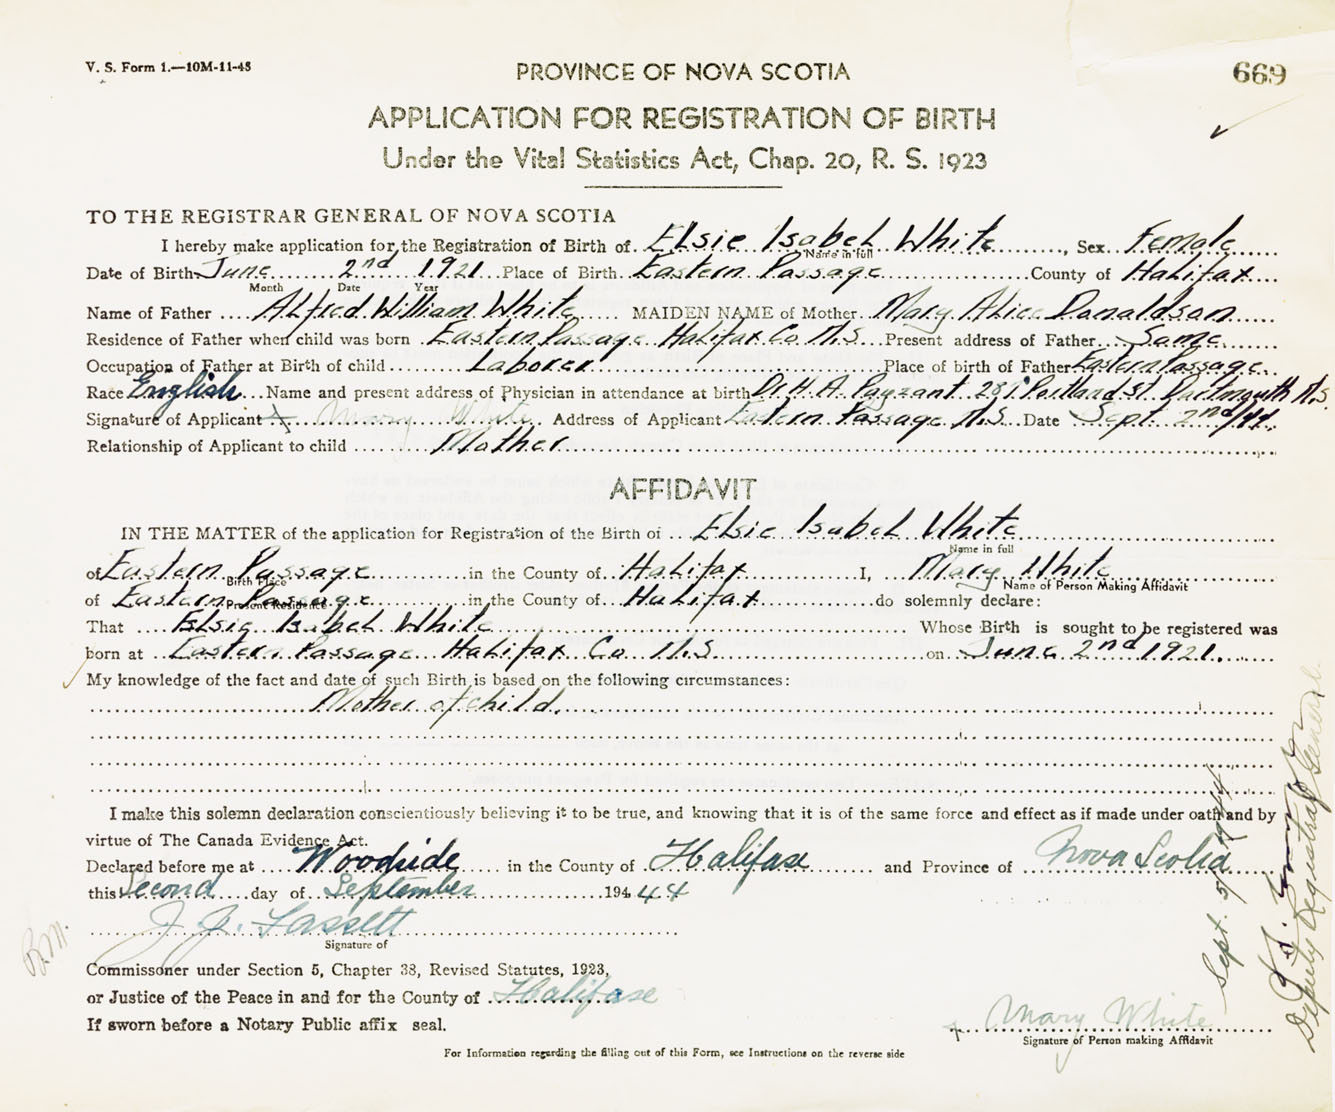 V. S. Form 1.—10M-11-43
PROVINCE OF NOVA SCOTIA
669
APPLICATION FOR REGISTRATION OF BIRTH
Under the Vital Statistics Act, Chap. 20, R. S. 1923
TO THE REGISTRAR GENERAL OF NOVA SCOTIA
I hereby make application for the Registration of Birth of Elsie Isabel White, Sex Female
Name in full
Date of Birth June 2nd 1921 Place of Birth Eastern Passage County of Halifax
Month Date Year
Name of Father Alfred William White MAIDEN NAME of Mother Mary Alice Donaldson
Residence of Father when child was born Eastern Passage Halifax Co N.S. Present address of Father Same
Occupation of Father at Birth of child Laborer Place of birth of Father Eastern Passage
Race English Name and present address of Physician in attendance at birth Dr H. A. Payzant Portland St. Dartmouth N.S.
Signature of Applicant x Mary White Address of Applicant Eastern Passage N.S. Date Sept. 2nd/44
Relationship of Applicant to child Mother
AFFIDAVIT
IN THE MATTER of the application for Registration of the Birth of Elsie Isabel White
Name in full
of Eastern Passage in the County of Halifax I, Mary White
Birth Place Name of Person Making Affidavit
of Eastern Passage in the County of Halifax do solemnly declare:
Present Residence
That Elsie Isabel White Whose Birth is sought to be registered was
born at Eastern Passage Halifax Co N.S. on June 2nd 1921.
My knowledge of the fact and date of such Birth is based on the following circumstances:
Mother of child.
I make this solemn declaration conscientiously believing it to be true, and knowing that it is of the same force and effect as if made under oath and by
virtue of The Canada Evidence Act.
Declared before me at Woodside in the County of Halifax and Province of Nova Scotia
this Second day of September 194 44
J. J. Fassett
Signature of
Commissoner under Section 5, Chapter 38, Revised Statutes, 1923,
or Justice of the Peace in and for the County of Halifax
If sworn before a Notary Public affix seal.
x Mary White
Signature of Person making Affidavit
For Information regarding the filling out of this Form, see Instructions on the reverse side
Sept. 5/1944
Deputy Registrar General.